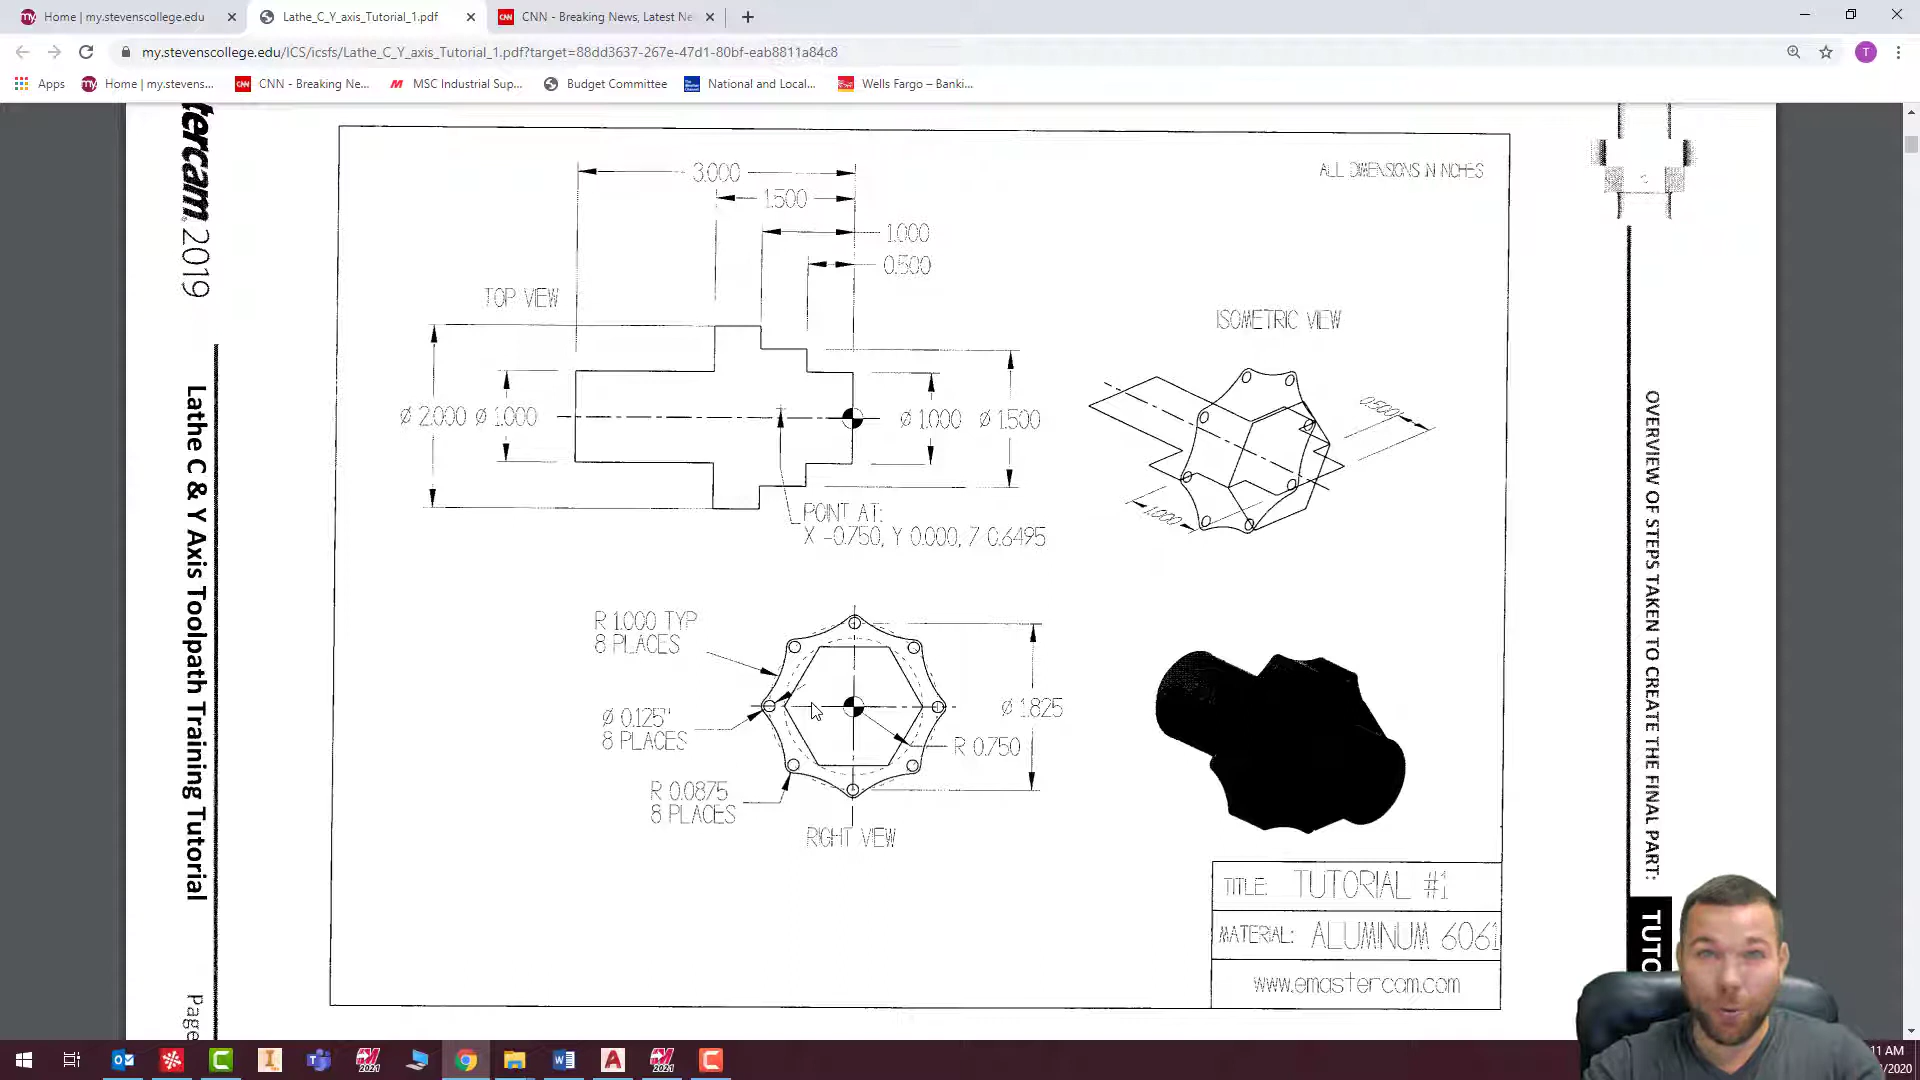 Home | my.stevenscollege.edu
Lathe_C_Y_axis_Tutorial_1.pdf
CNN - Breaking News, Latest Ne
my.stevenscollege.edu/ICS/icsfs/Lathe_C_Y_axis_Tutorial_1.pdf?target=88dd3637-267e-47d1-80bf-eab8811a84c8
T
Apps
Home | my.stevens...
CNN - Breaking Ne...
MSC Industrial Sup...
Budget Committee
National and Local...
Wells Fargo – Banki...
tercam® 2019
Lathe C & Y Axis Toolpath Training Tutorial
page
3.000
1.500
1.000
0.500
ALL DIMENSIONS IN INCHES
TOP VIEW
ISOMETRIC VIEW
Ø 2.000
Ø 1.000
Ø 1.000
Ø 1.500
0.500
1.000
POINT AT:
X -0.750, Y 0.000, Z 0.6495
R 1.000 TYP
8 PLACES
Ø 0.125"
8 PLACES
R 0.0875
8 PLACES
Ø 1.825
R 0.750
RIGHT VIEW
TITLE: TUTORIAL #1
MATERIAL: ALUMINUM 6061
www.emastercam.com
OVERVIEW OF STEPS TAKEN TO CREATE THE FINAL PART:
TUTO
2021
2021
11 AM
/2020